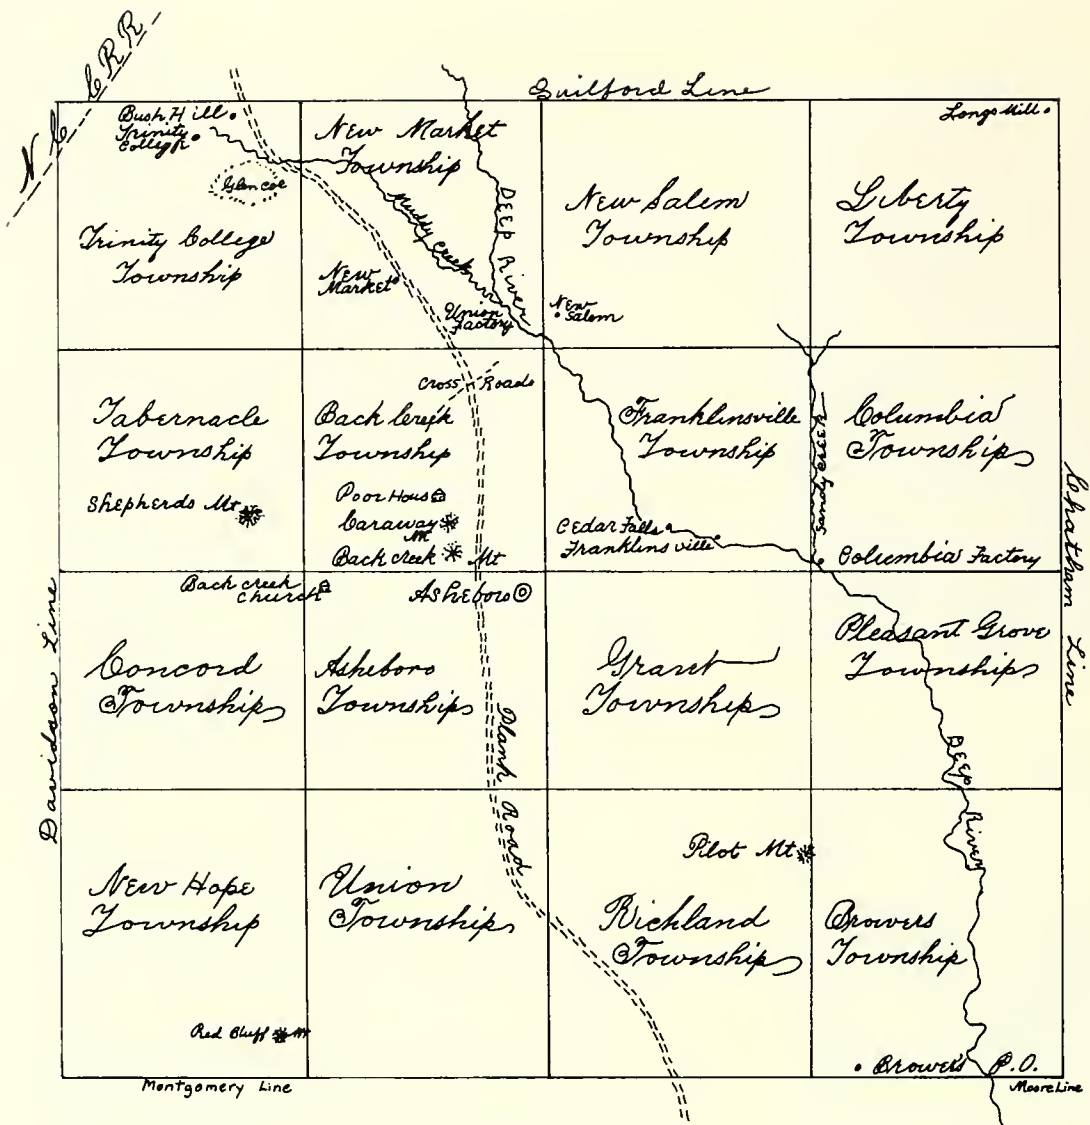 N C R R
Guilford Line
Bush Hill
Trinity
College
Longs Mill
New Market
Township
Glencoe
DEEP RIVER
New Salem
Township
Liberty
Township
Trinity College
Township
Muddy Creek
New
Market
Union
Factory
New
Salem
Cross Roads
Tabernacle
Township
Back Creek
Township
Franklinsville
Township
Sandy Creek
Columbia
Township
Shepherds Mt
Poor Hous
Caraway
Mt
Back creek Mt
Cedar Falls
Franklinsville
Columbia Factory
Chatham Line
Back creek
church
Asheboro
Davidson Line
Concord
Township
Asheboro
Township
Grant
Township
Pleasant Grove
Township
Plank Road
DEEP River
Pilot Mt
New Hope
Township
Union
Township
Richland
Township
Browers
Township
Red Bluff Mt
Browers P.O.
Montgomery Line
Moore Line